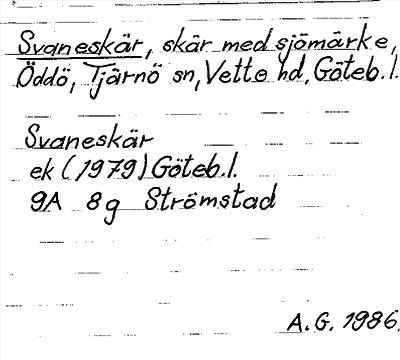 Svaneskär, skär med sjömärke,
Öddö, Tjärnö sn, Vette hd, Göteb. l.
Svaneskär
ek (1979) Göteb. l.
9A 8g Strömstad
A. G. 1986.